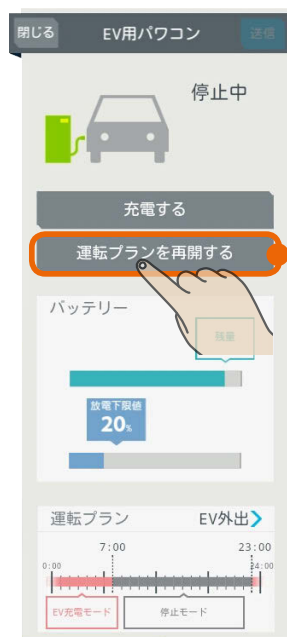 閉じる EV用パワコン 送信
停止中
充電する
運転プランを再開する
バッテリー
残量
放電下限値
20%
運転プラン EV外出
7:00 23:00
0:00 24:00
EV充電モード 停止モード